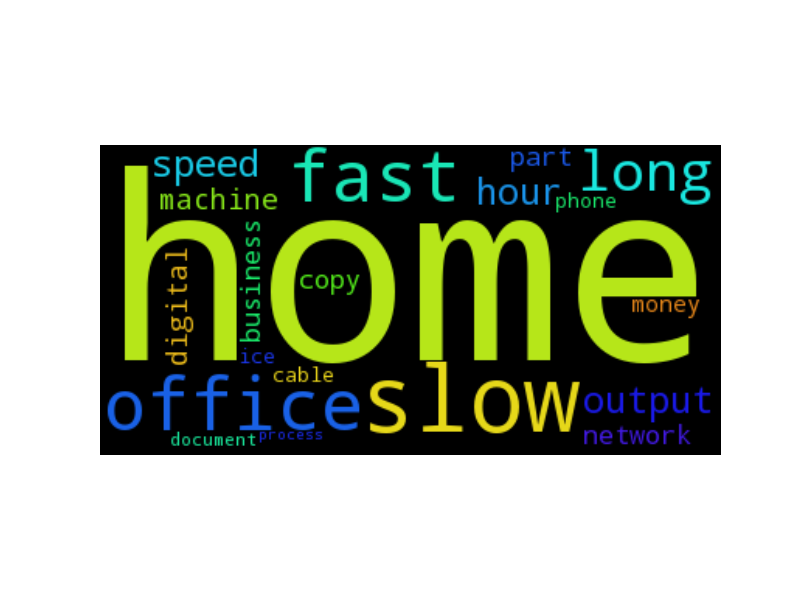 speed
fast
part
long
machine
hour
phone
home
digital
business
copy
money
ice
cable
office
slow
output
network
document
process